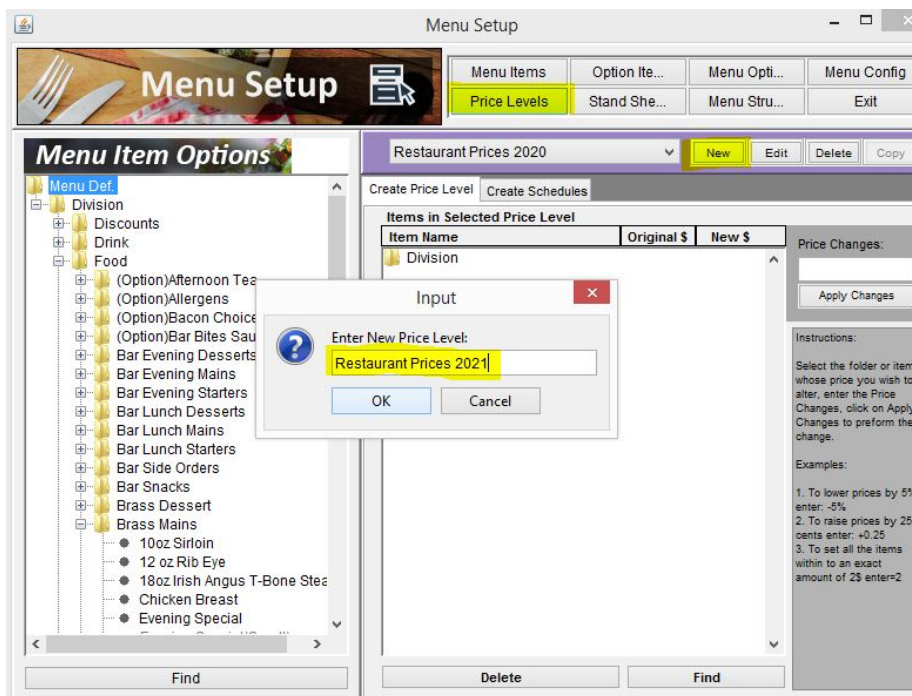 Menu Setup
Menu Setup
Menu Items
Option Ite...
Menu Opti...
Menu Config
Price Levels
Stand She...
Menu Stru...
Exit
Menu Item Options
Menu Def.
Division
Discounts
Drink
Food
(Option)Afternoon Tea
(Option)Allergens
(Option)Bacon Choice
(Option)Bar Bites Sau
Bar Evening Desserts
Bar Evening Mains
Bar Evening Starters
Bar Lunch Desserts
Bar Lunch Mains
Bar Lunch Starters
Bar Side Orders
Bar Snacks
Brass Dessert
Brass Mains
10oz Sirloin
12 oz Rib Eye
18oz Irish Angus T-Bone Stea
Chicken Breast
Evening Special
Find
Restaurant Prices 2020
New
Edit
Delete
Copy
Create Price Level
Create Schedules
Items in Selected Price Level
Item Name
Original $
New $
Division
Delete
Find
Input
Enter New Price Level:
Restaurant Prices 2021
OK
Cancel
Price Changes:
Apply Changes
Instructions:
Select the folder or item
whose price you wish to
alter, enter the Price
Changes, click on Apply
Changes to preform the
change.
Examples:
1. To lower prices by 5%
enter: -5%
2. To raise prices by 25
cents enter: +0.25
3. To set all the items
within to an exact
amount of 2$ enter=2